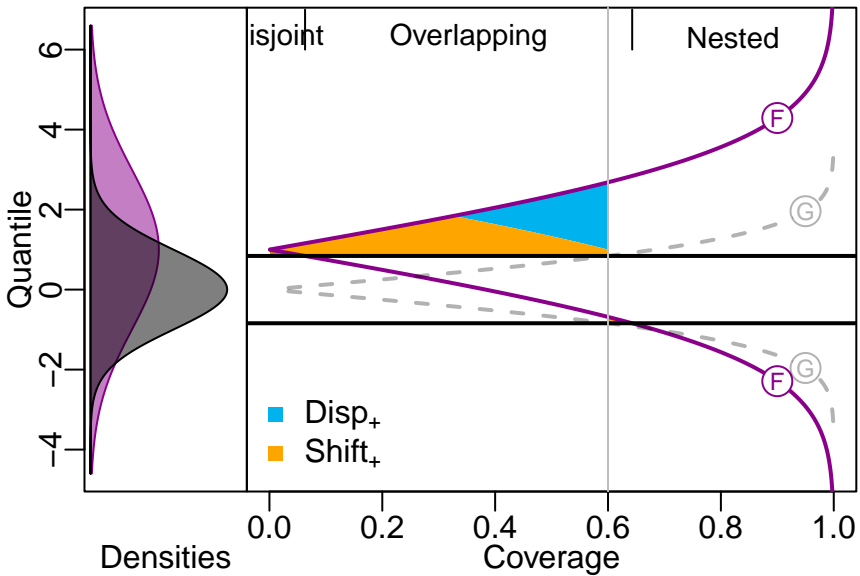 isjoint Overlapping Nested
6
4
2
0
−2
−4
Quantile
F
G
G
F
Disp+
Shift+
0.0 0.2 0.4 0.6 0.8 1.0
Densities Coverage